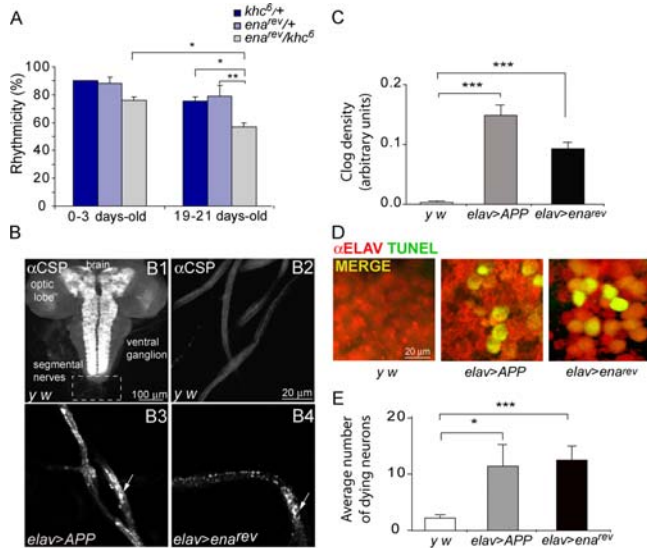 A
khc⁶/+
enaʳᵉᵛ/+
enaʳᵉᵛ/khc⁶
*
*
**
Rhythmicity (%)
100
80
60
40
20
0
0-3 days-old
19-21 days-old
B
αCSP
B1
brain
optic lobe
ventral ganglion
segmental nerves
y w
100 µm
αCSP
B2
y w
20 µm
B3
elav>APP
B4
elav>enaʳᵉᵛ
C
***
***
Clog density
(arbitrary units)
0.2
0.1
0.0
y w
elav>APP
elav>enaʳᵉᵛ
D
αELAV TUNEL
MERGE
20 µm
y w
elav>APP
elav>enaʳᵉᵛ
E
***
*
Average number
of dying neurons
20
10
0
y w
elav>APP
elav>enaʳᵉᵛ